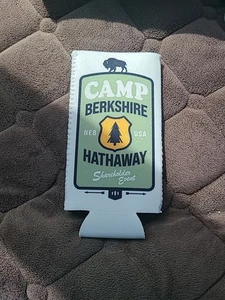 CAMP
BERKSHIRE
NEB USA
HATHAWAY
Shareholder
Event